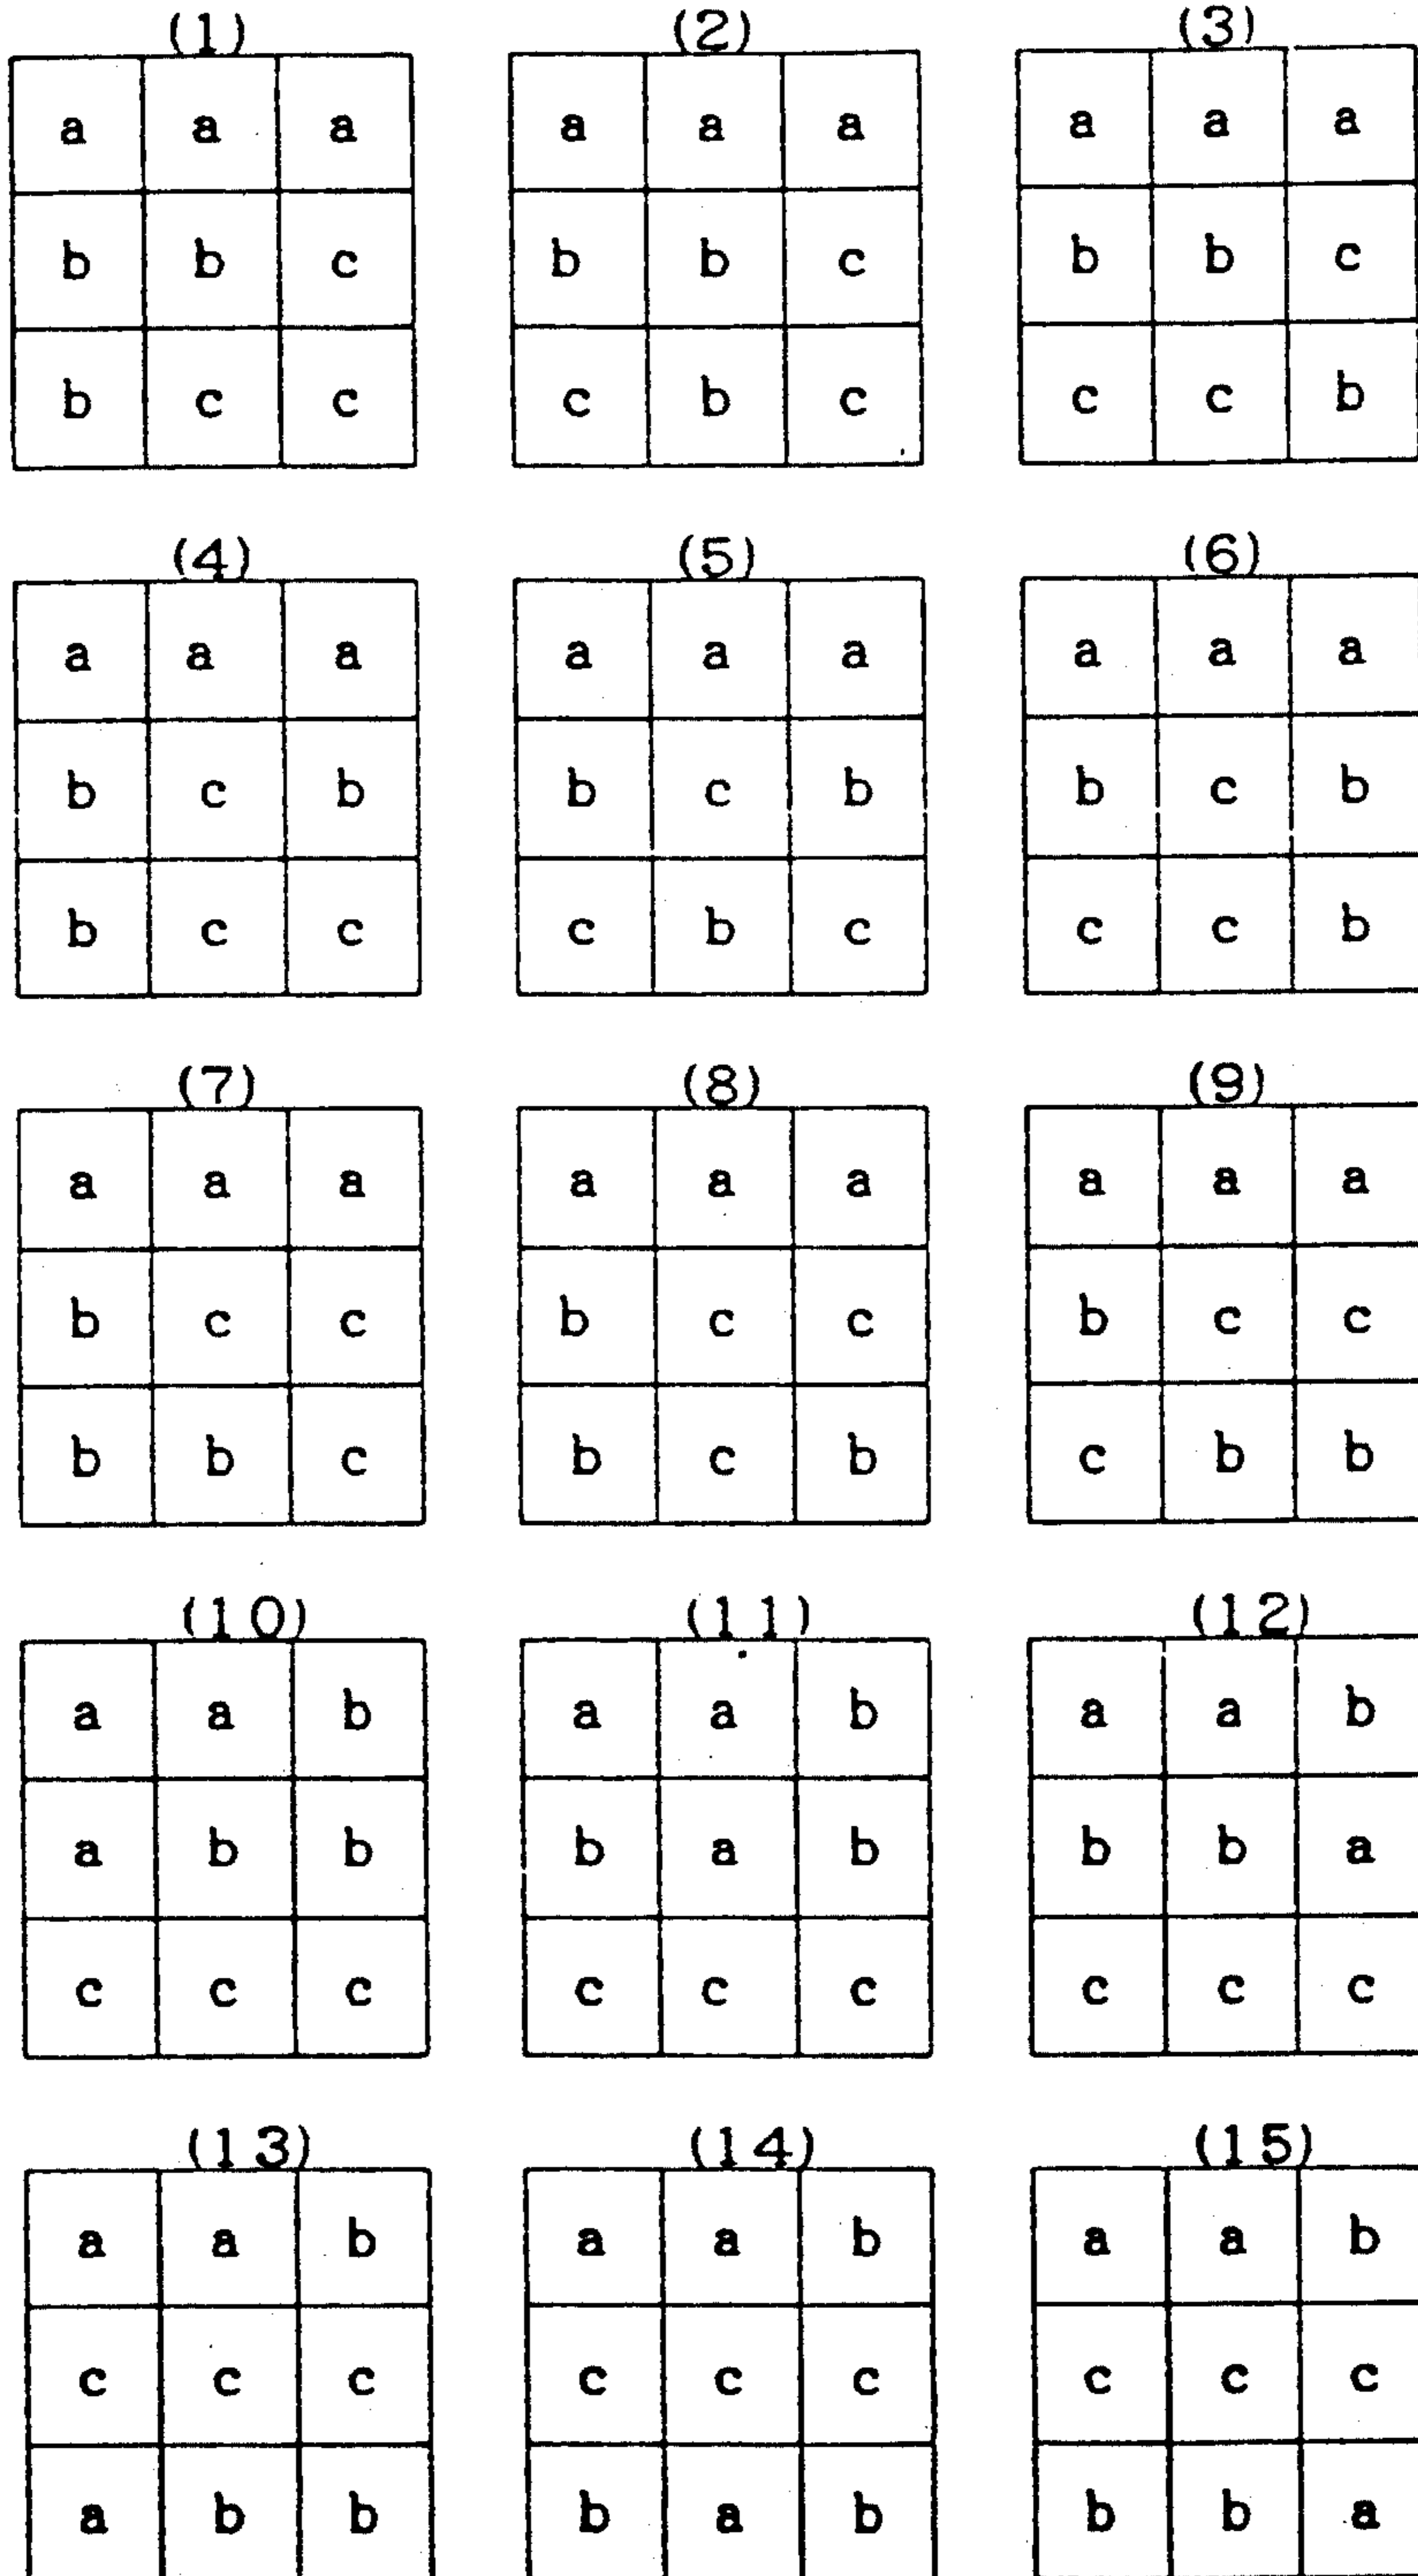 (1) (2) (3)
a a a a a a a a a
b b c b b c b b c
b c c c b c c c b
(4) (5) (6)
a a a a a a a a a
b c b b c b b c b
b c c c b c c c b
(7) (8) (9)
a a a a a a a a a
b c c b c c b c c
b b c b c b c b b
(10) (11) (12)
a a b a a b a a b
a b b b a b b b a
c c c c c c c c c
(13) (14) (15)
a a b a a b a a b
c c c c c c c c c
a b b b a b b b a